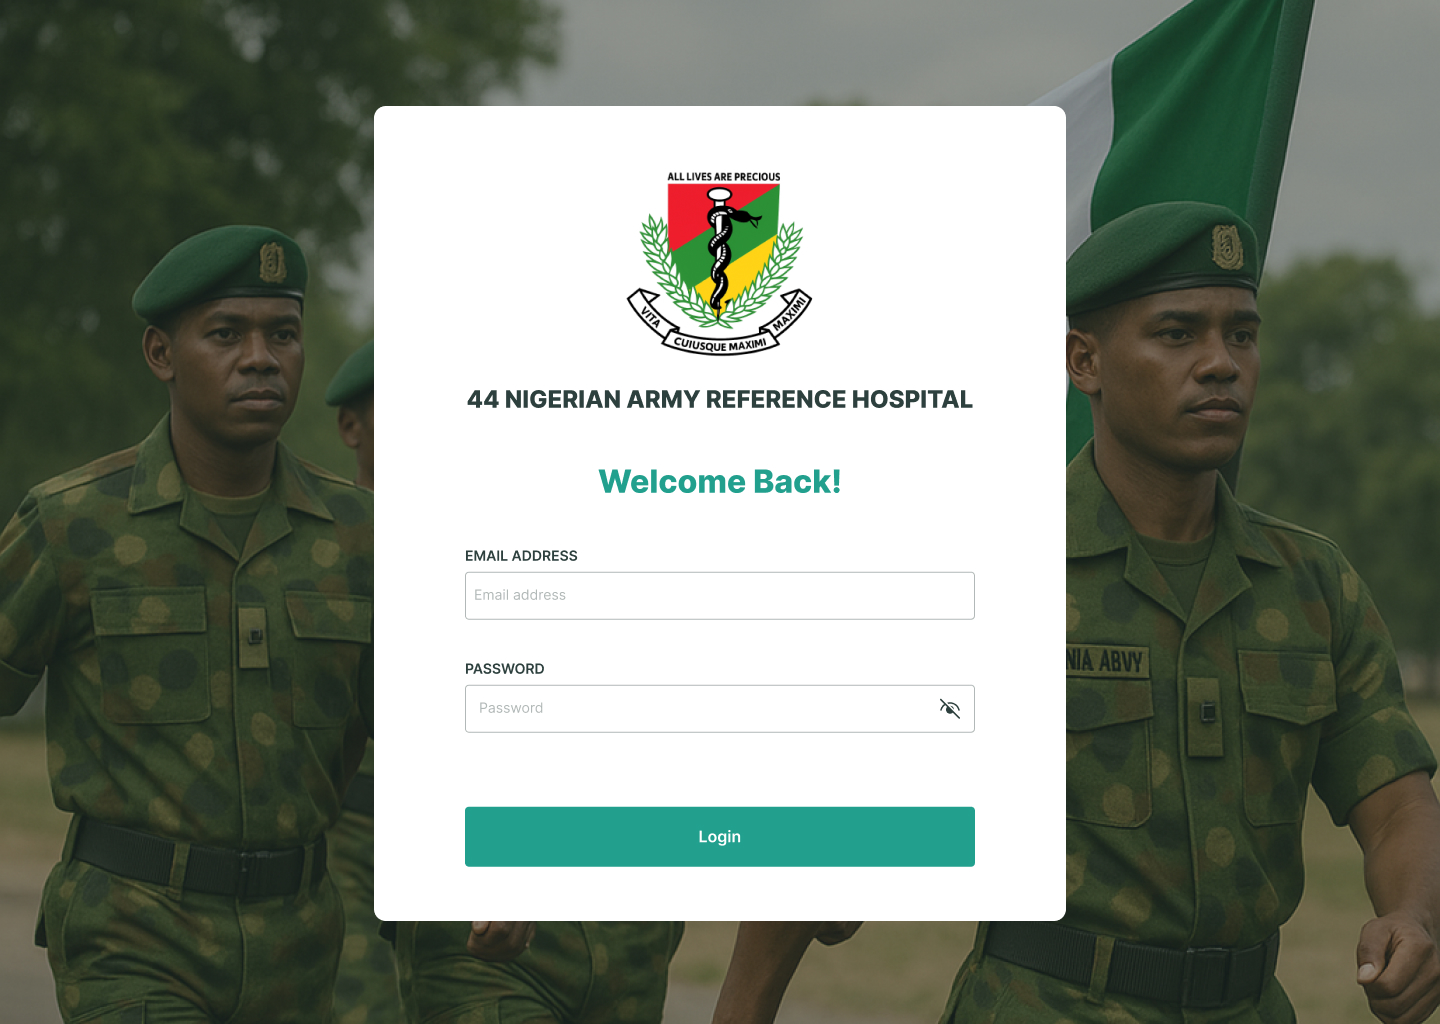 ALL LIVES ARE PRECIOUS
VITA CUIUSQUE MAXIMI MAXIMI
44 NIGERIAN ARMY REFERENCE HOSPITAL
Welcome Back!
EMAIL ADDRESS
Email address
PASSWORD
Password
NIA ABVY
Login